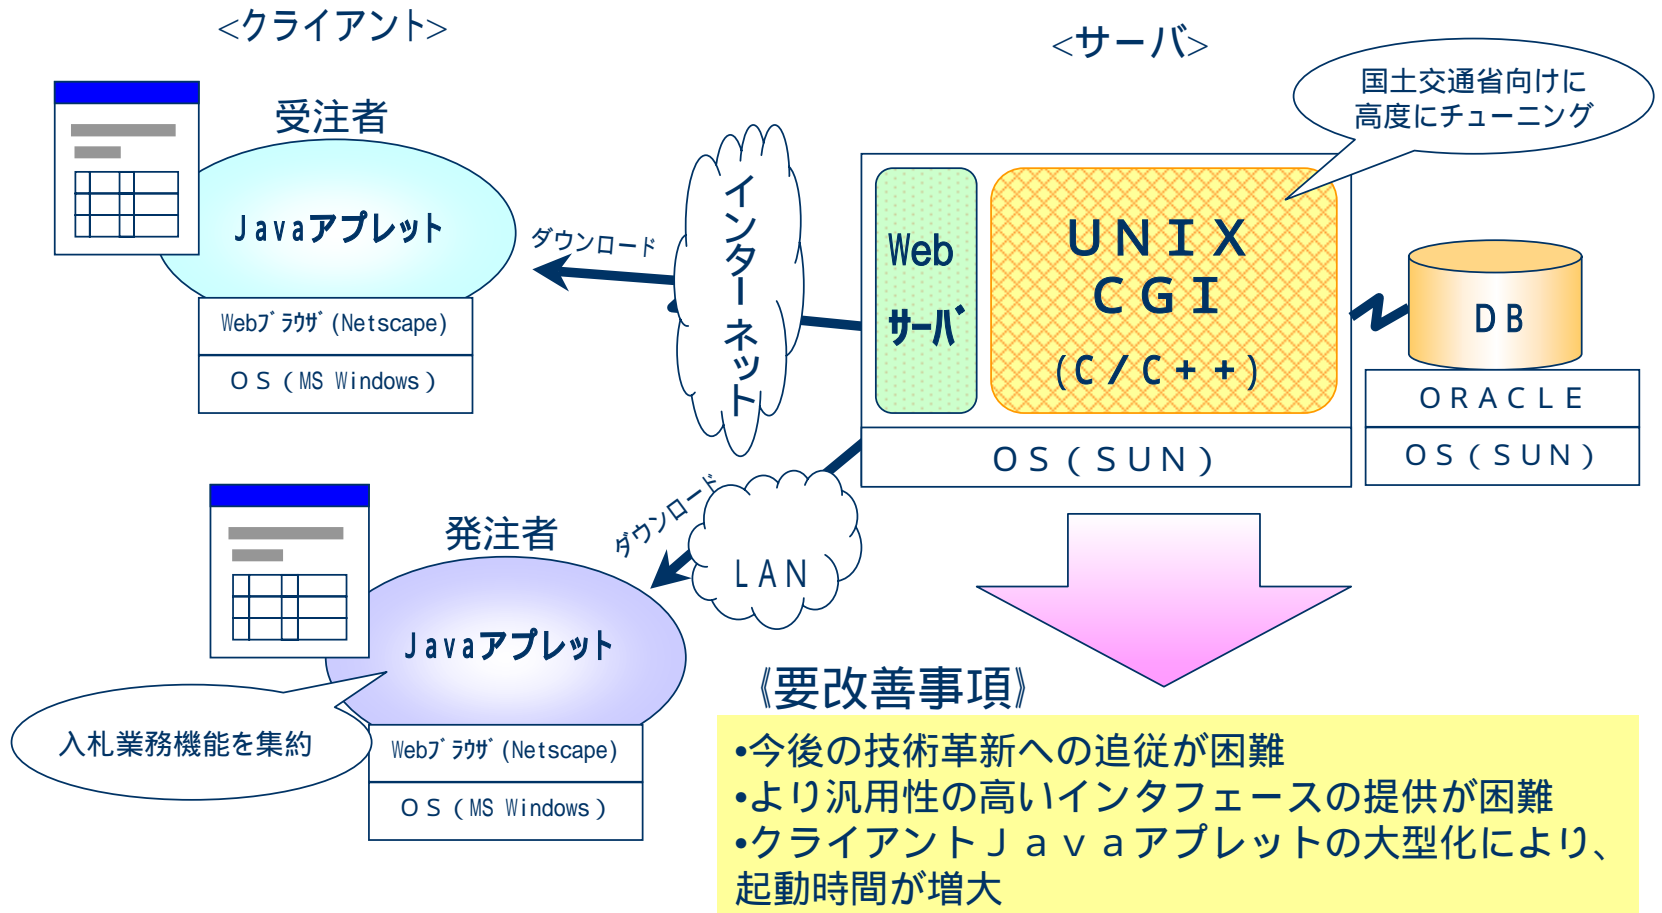 <クライアント>
<サーバ>
国土交通省向けに
高度にチューニング
受注者
Javaアプレット
Webブラウザ(Netscape)
ＯＳ（MS Windows）
ダウンロード
インターネット
Web
サーバ
ＵＮＩＸ
ＣＧＩ
(Ｃ／Ｃ＋＋)
ＯＳ（ＳＵＮ）
ＤＢ
ＯＲＡＣＬＥ
ＯＳ（ＳＵＮ）
発注者
Javaアプレット
Webブラウザ(Netscape)
ＯＳ（MS Windows）
入札業務機能を集約
ダウンロード
ＬＡＮ
《要改善事項》
•今後の技術革新への追従が困難
•より汎用性の高いインタフェースの提供が困難
•クライアントＪａｖａアプレットの大型化により、
起動時間が増大